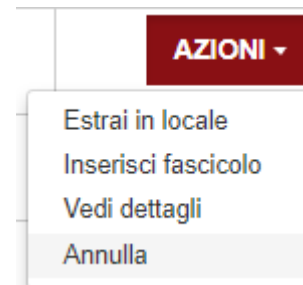 AZIONI
Estrai in locale
Inserisci fascicolo
Vedi dettagli
Annulla